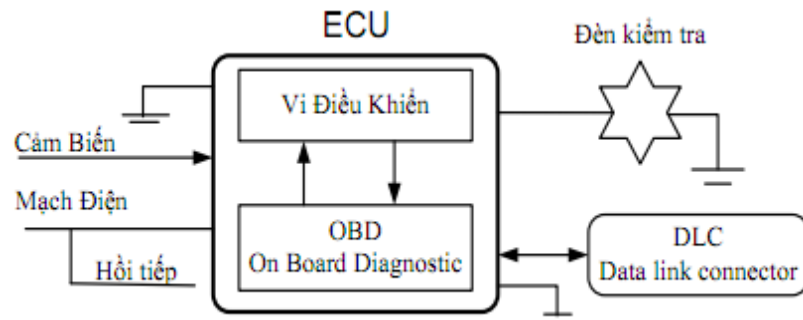 ECU
Đèn kiểm tra
Vi Điều Khiển
Cảm Biến
Mạch Điện
Hồi tiếp
OBD
On Board Diagnostic
DLC
Data link connector